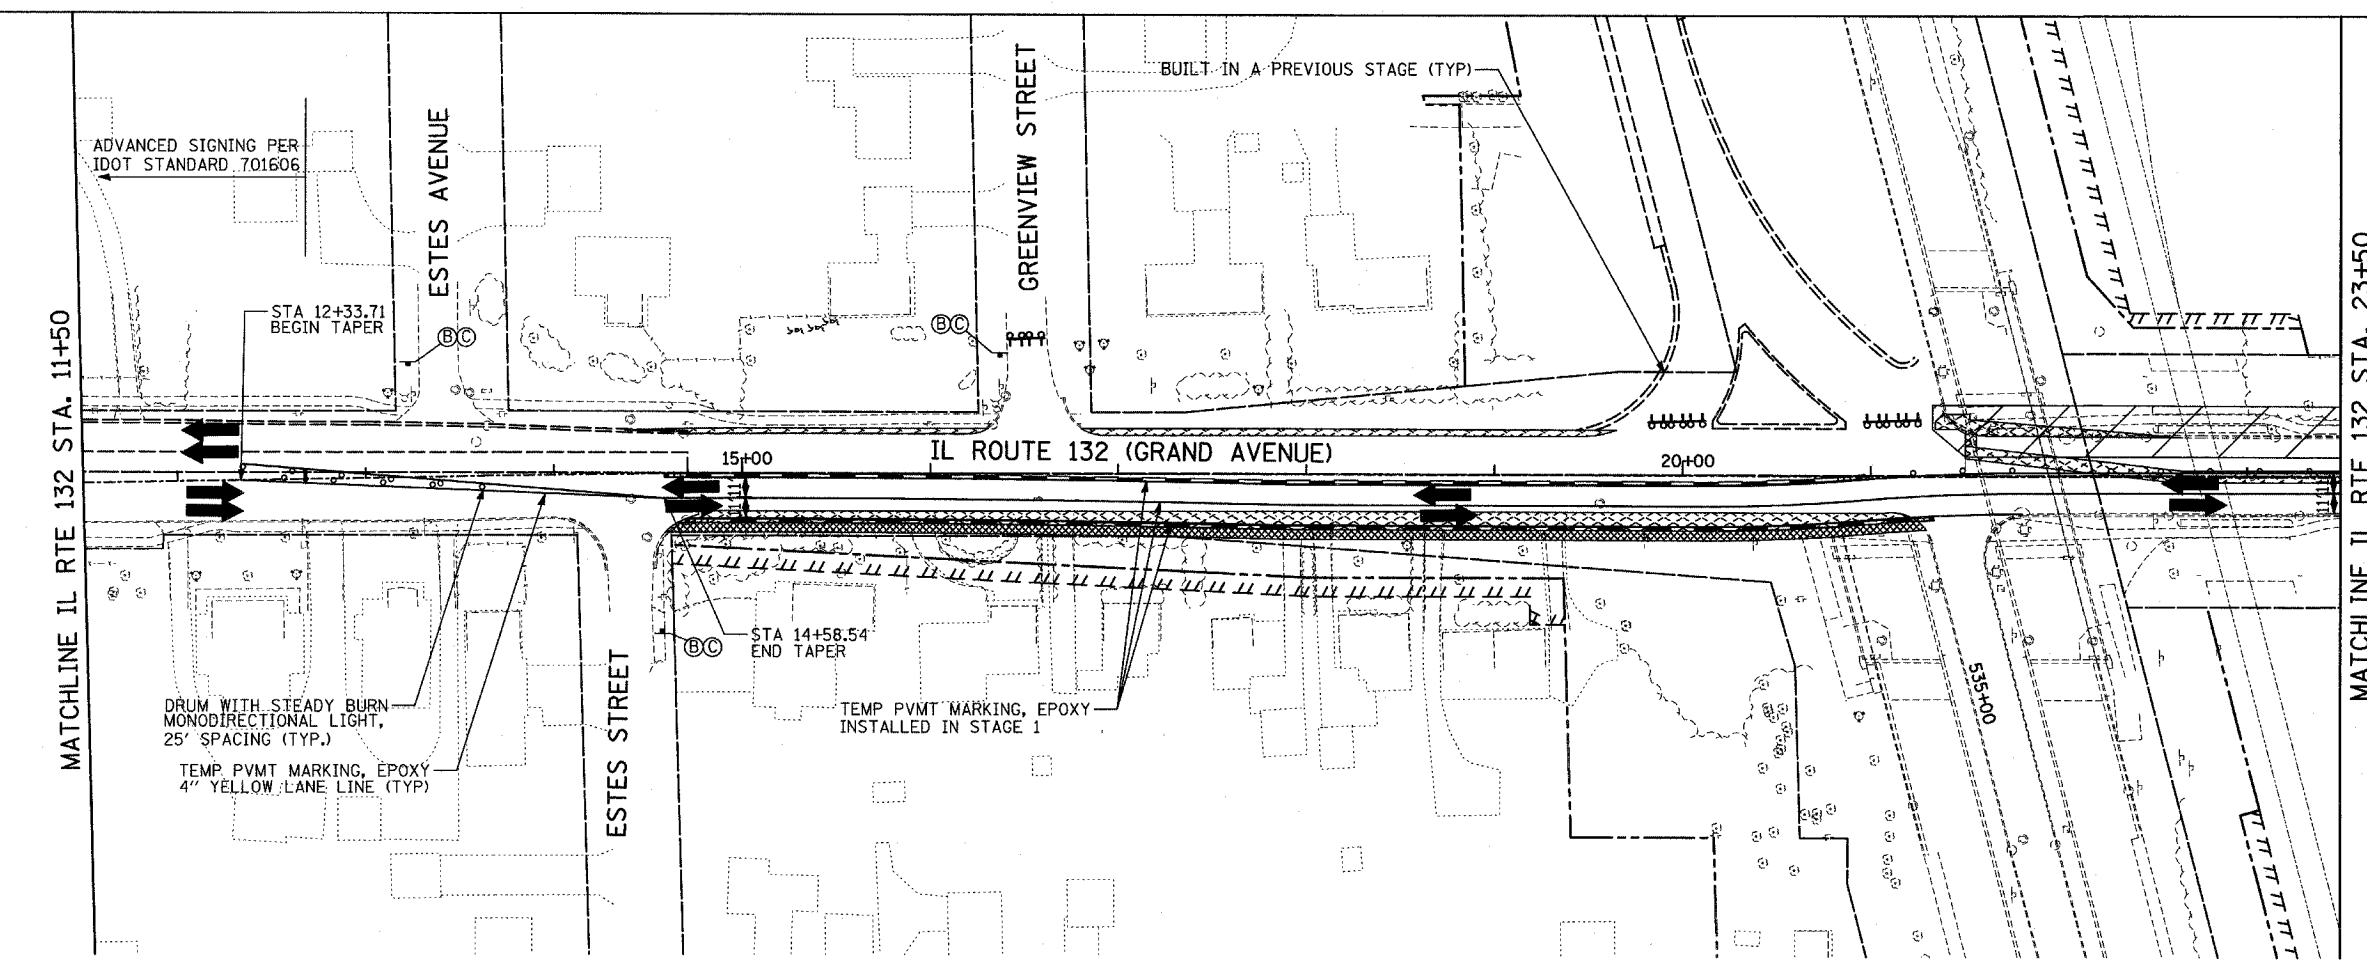 BUILT IN A PREVIOUS STAGE (TYP)
ADVANCED SIGNING PER
IDOT STANDARD 701606
ESTES AVENUE
GREENVIEW STREET
STA 12+33.71
BEGIN TAPER
B C
B C
MATCHLINE IL RTE 132 STA. 11+50
MATCHLINE IL RTE 132 STA. 23+50
IL ROUTE 132 (GRAND AVENUE)
15+00
20+00
11'
11'
11'
11'
STA 14+58.54
END TAPER
B C
ESTES STREET
535+00
DRUM WITH STEADY BURN
MONODIRECTIONAL LIGHT,
25' SPACING (TYP.)
TEMP PVMT MARKING, EPOXY
INSTALLED IN STAGE 1
TEMP PVMT MARKING, EPOXY
4" YELLOW LANE LINE (TYP)